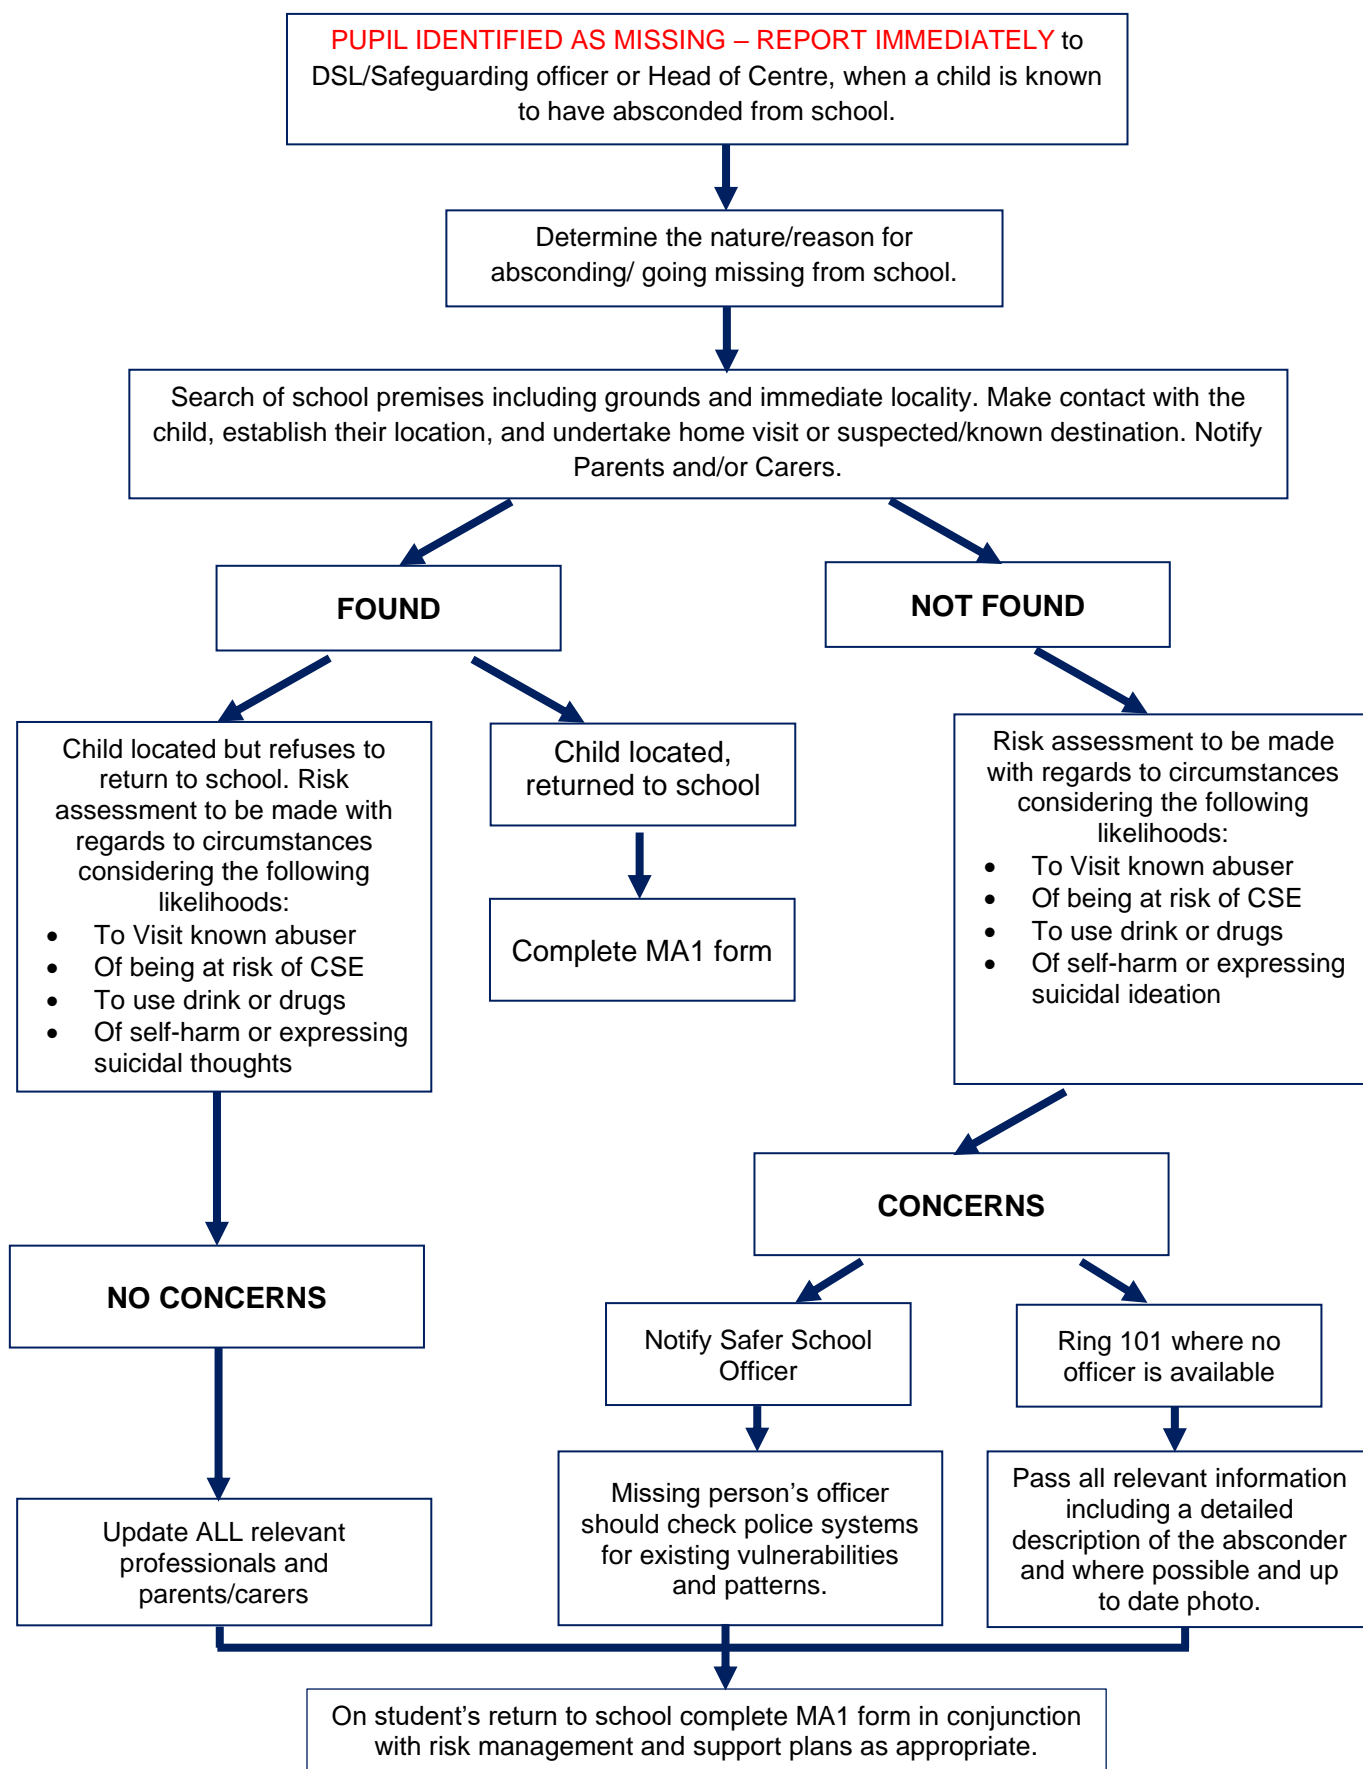 PUPIL IDENTIFIED AS MISSING – REPORT IMMEDIATELY to
DSL/Safeguarding officer or Head of Centre, when a child is known
to have absconded from school.
Determine the nature/reason for
absconding/ going missing from school.
Search of school premises including grounds and immediate locality. Make contact with the
child, establish their location, and undertake home visit or suspected/known destination. Notify
Parents and/or Carers.
FOUND
NOT FOUND
Child located but refuses to
return to school. Risk
assessment to be made with
regards to circumstances
considering the following
likelihoods:
• To Visit known abuser
• Of being at risk of CSE
• To use drink or drugs
• Of self-harm or expressing
suicidal thoughts
Child located,
returned to school
Complete MA1 form
Risk assessment to be made
with regards to circumstances
considering the following
likelihoods:
• To Visit known abuser
• Of being at risk of CSE
• To use drink or drugs
• Of self-harm or expressing
suicidal ideation
CONCERNS
NO CONCERNS
Notify Safer School
Officer
Ring 101 where no
officer is available
Update ALL relevant
professionals and
parents/carers
Missing person’s officer
should check police systems
for existing vulnerabilities
and patterns.
Pass all relevant information
including a detailed
description of the absconder
and where possible and up
to date photo.
On student’s return to school complete MA1 form in conjunction
with risk management and support plans as appropriate.